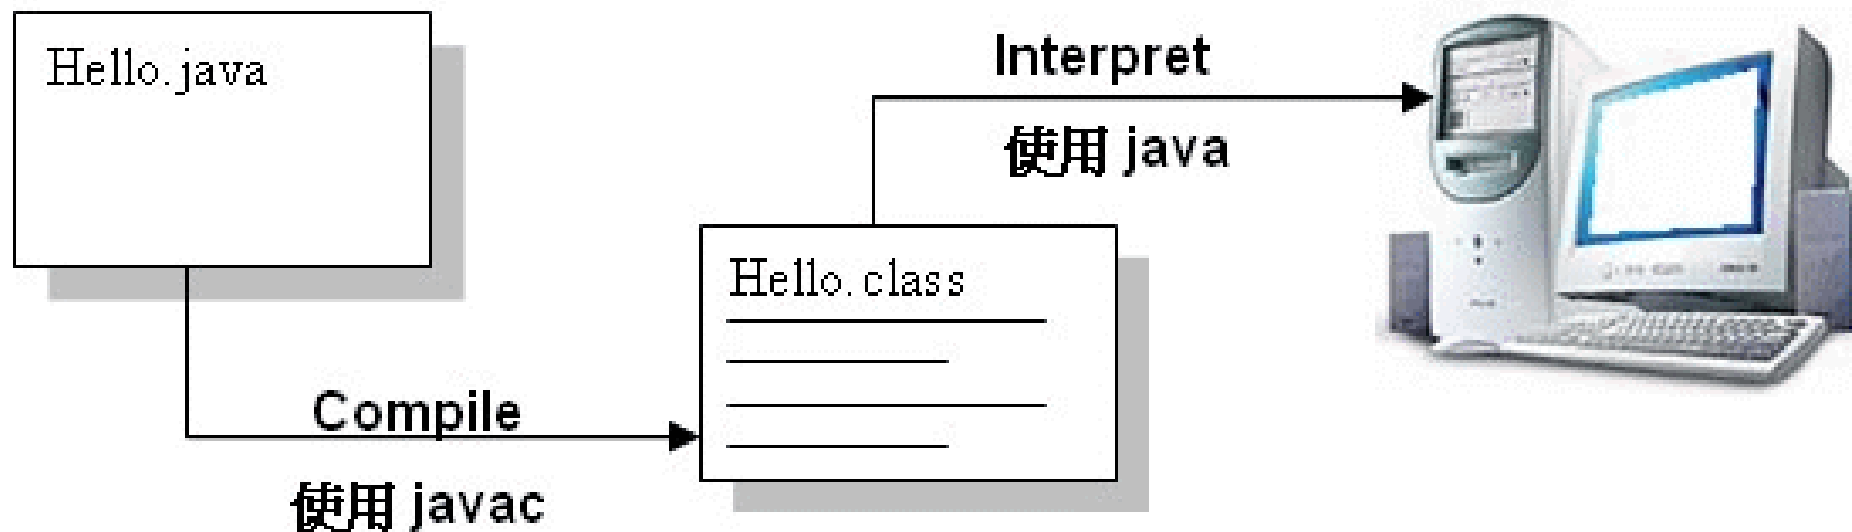 Hello.java
Interpret
使用 java
Hello.class
Compile
使用 javac